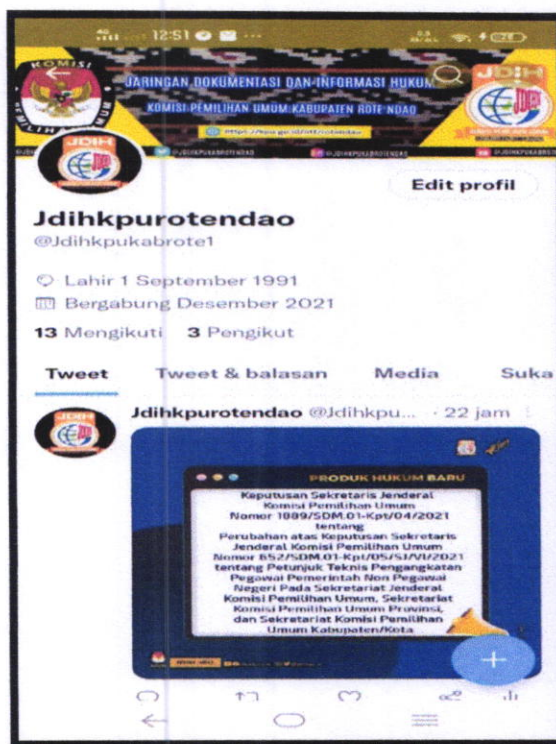 12:51
KOMISI
PEMILIHAN UMUM
JDIH
JARINGAN DOKUMENTASI DAN INFORMASI HUKUM
KOMISI PEMILIHAN UMUM KABUPATEN ROTE NDAO
@JDIHKPUKABROTENDAO
JDIH
Edit profil
Jdihkpurotendao
@Jdihkpukabrote1
Lahir 1 September 1991
Bergabung Desember 2021
13 Mengikuti 3 Pengikut
Tweet Tweet & balasan Media Suka
Jdihkpurotendao @Jdihkpu... · 22 jam
JDIH
PRODUK HUKUM BARU
Keputusan Sekretaris Jenderal
Komisi Pemilihan Umum
Nomor 1889/SDM.01-Kpt/04/2021
tentang
Perubahan atas Keputusan Sekretaris
Jenderal Komisi Pemilihan Umum
Nomor 652/SDM.01-Kpt/05/SJ/VI/2021
tentang Petunjuk Teknis Pengangkatan
Pegawai Pemerintah Non Pegawai
Negeri Pada Sekretariat Jenderal
Komisi Pemilihan Umum, Sekretariat
Komisi Pemilihan Umum Provinsi,
dan Sekretariat Komisi Pemilihan
Umum Kabupaten/Kota